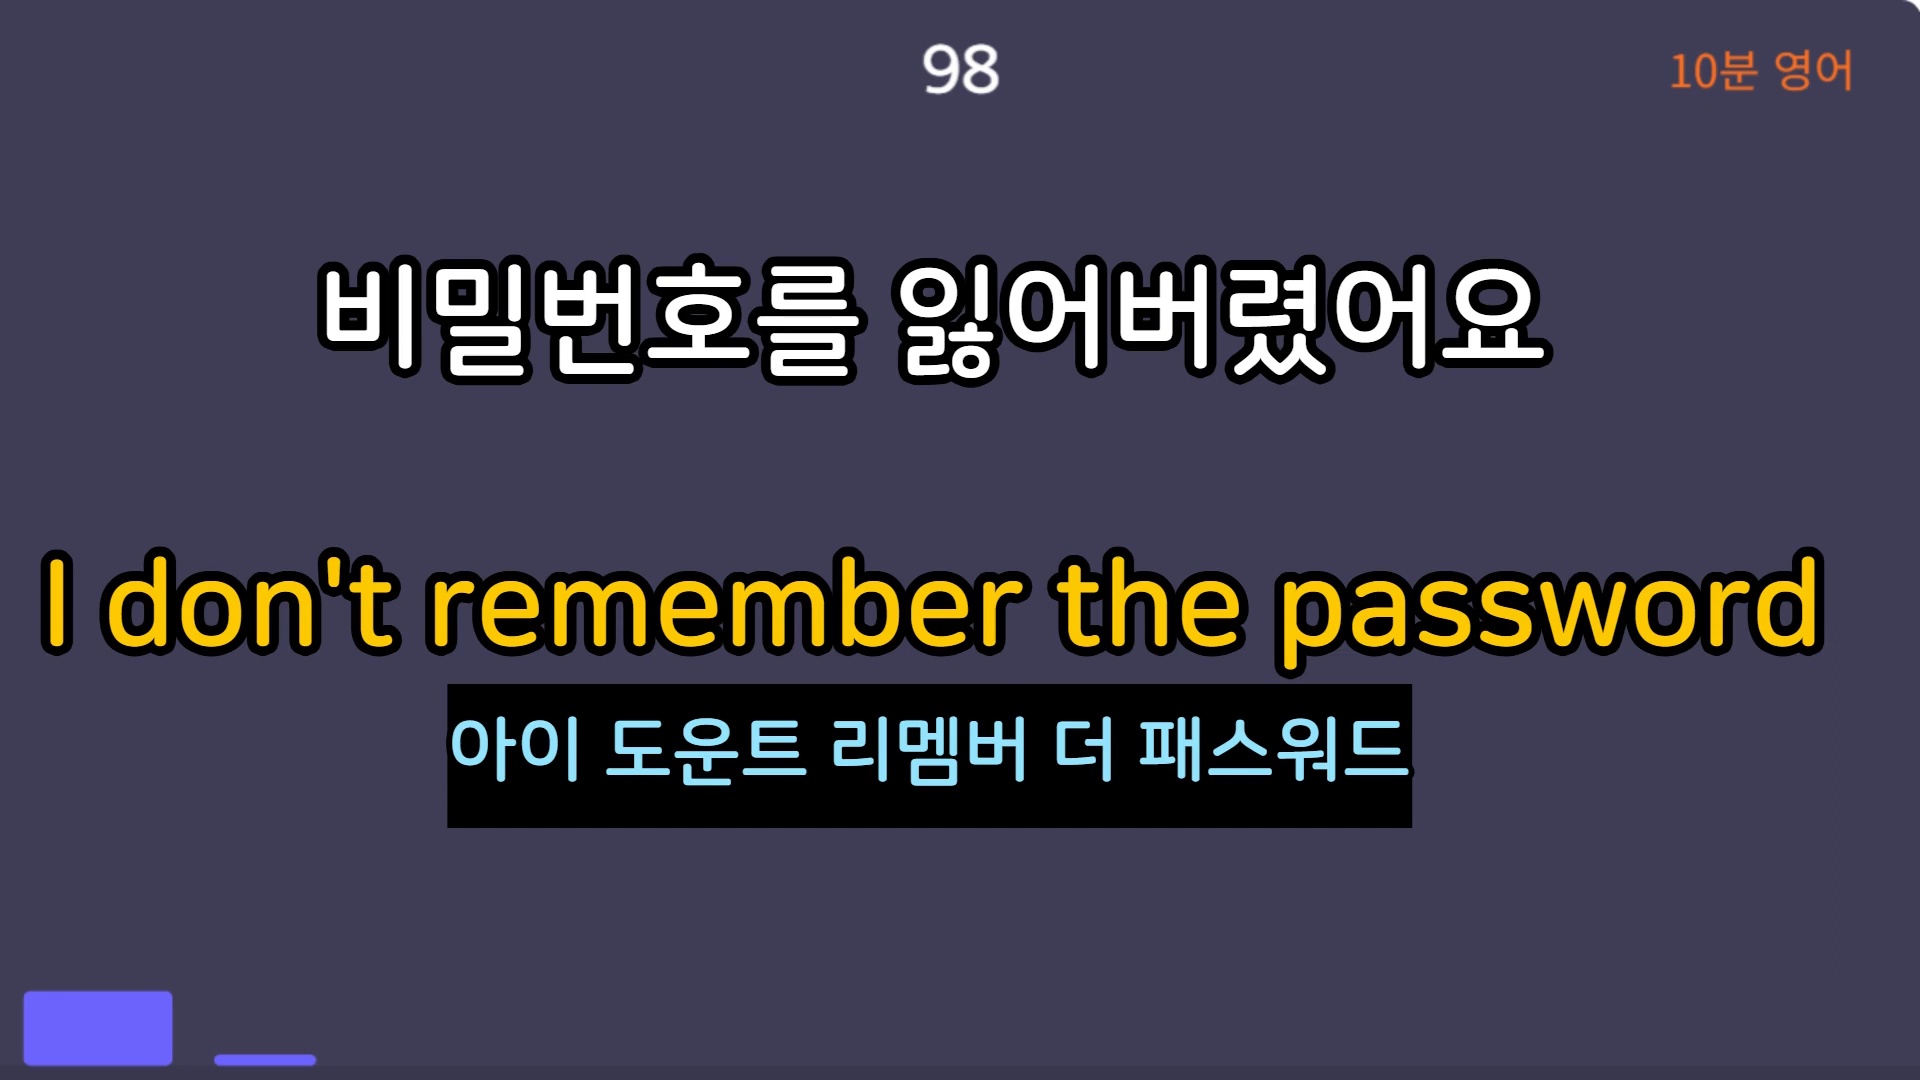 98
10분 영어
비밀번호를 잃어버렸어요
I don't remember the password
아이 도운트 리멤버 더 패스워드